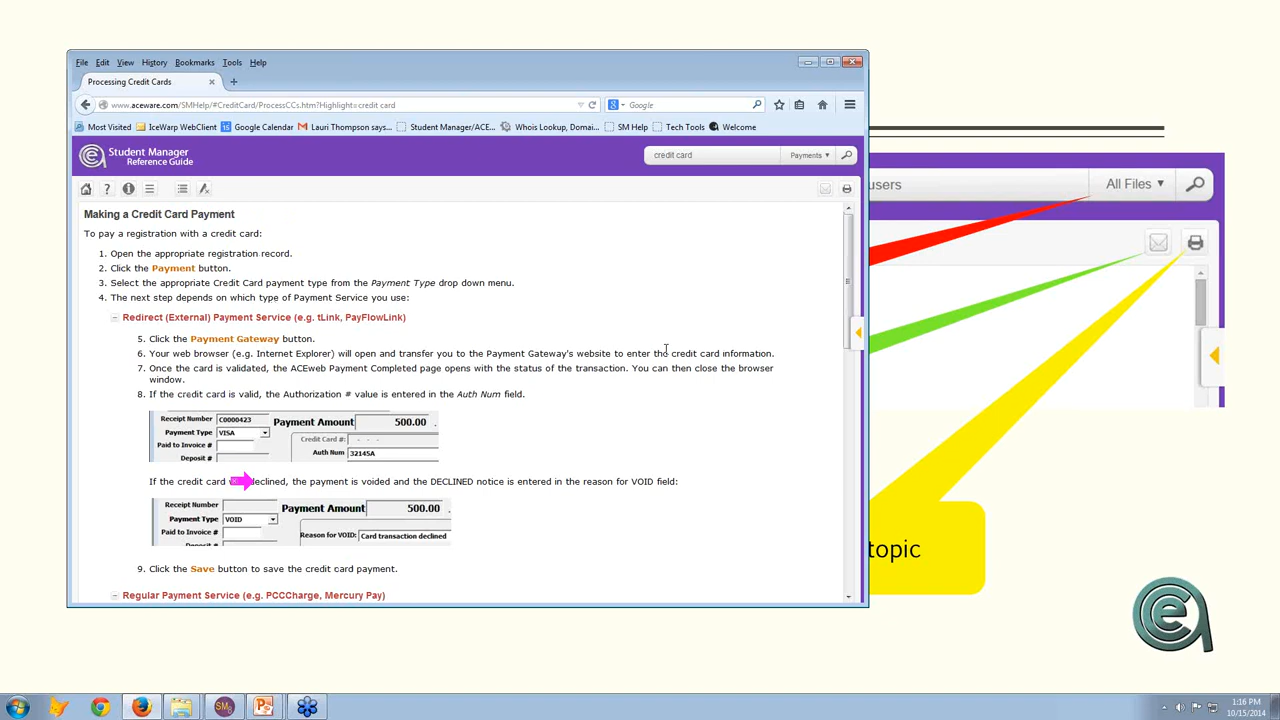 File Edit View History Bookmarks Tools Help
Processing Credit Cards
www.aceware.com/SMHelp/#CreditCard/ProcessCCs.htm?Highlight=credit card
Google
Most Visited IceWarp WebClient Google Calendar Lauri Thompson says... Student Manager/ACE... Whois Lookup, Domai... SM Help Tech Tools Welcome
Student Manager
Reference Guide
credit card Payments
users All Files
Making a Credit Card Payment
To pay a registration with a credit card:
1. Open the appropriate registration record.
2. Click the Payment button.
3. Select the appropriate Credit Card payment type from the Payment Type drop down menu.
4. The next step depends on which type of Payment Service you use:
Redirect (External) Payment Service (e.g. tLink, PayFlowLink)
5. Click the Payment Gateway button.
6. Your web browser (e.g. Internet Explorer) will open and transfer you to the Payment Gateway's website to enter the credit card information.
7. Once the card is validated, the ACEweb Payment Completed page opens with the status of the transaction. You can then close the browser
window.
8. If the credit card is valid, the Authorization # value is entered in the Auth Num field.
Receipt Number C0000423 Payment Amount 500.00
Payment Type VISA Credit Card #: - - -
Paid to Invoice # Auth Num 32145A
Deposit #
If the credit card declined, the payment is voided and the DECLINED notice is entered in the reason for VOID field:
Receipt Number Payment Amount 500.00
Payment Type VOID
Paid to Invoice # Reason for VOID: Card transaction declined
9. Click the Save button to save the credit card payment.
Regular Payment Service (e.g. PCCCharge, Mercury Pay)
topic
1:16 PM
10/15/2014